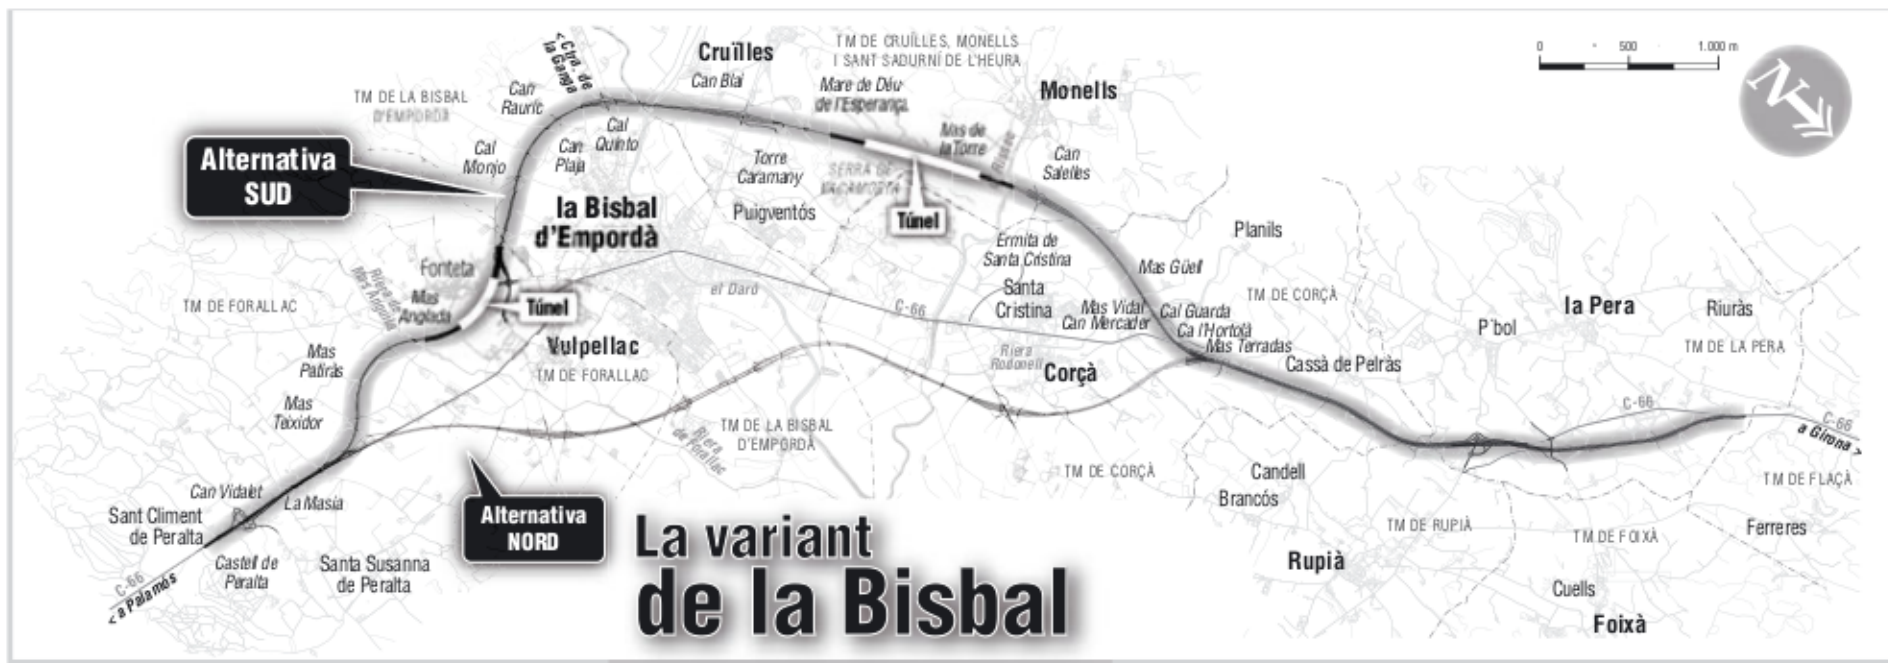 < Ctra. de
la Ganga
Cruïlles
Can Blai
TM DE CRUÏLLES, MONELLS
I SANT SADURNÍ DE L'HEURA
Mare de Déu
de l'Esperança
Monells
0
500
1.000 m
N
TM DE LA BISBAL
D'EMPORDÀ
Can
Rauric
Alternativa
SUD
Cal
Monjo
Can
Plaja
Cal
Quinto
Torre
Caramany
SERRA DE
VACAMORTA
Mas de
la Torre
Can
Salelles
la Bisbal
d'Empordà
Puigventós
Túnel
Ermita de
Santa Cristina
Planils
Fonteta
Mas
Anglada
Túnel
el Daró
C-66
Santa
Cristina
Mas Güell
Mas Vidal
Can Mercader
Cal Guarda
Ca l'Hortolà
Mas Terradas
TM DE CORÇÀ
TM DE FORALLAC
Vulpellac
TM DE FORALLAC
Riera
Corçà
Cassà de Pelràs
P`bol
la Pera
Riuràs
TM DE LA PERA
Mas
Patiràs
Mas
Teixidor
Riera
de Forallac
TM DE LA BISBAL
D'EMPORDÀ
C-66
C-66
a Girona >
TM DE CORÇÀ
Candell
Brancós
TM DE FLAÇÀ
Can Vidalet
La Masia
Sant Climent
de Peralta
Alternativa
NORD
La variant
de la Bisbal
TM DE RUPIÀ
TM DE FOIXÀ
Ferreres
Rupià
Castell de
Peralta
Santa Susanna
de Peralta
C-66
< a Palamós
Cuells
Foixà